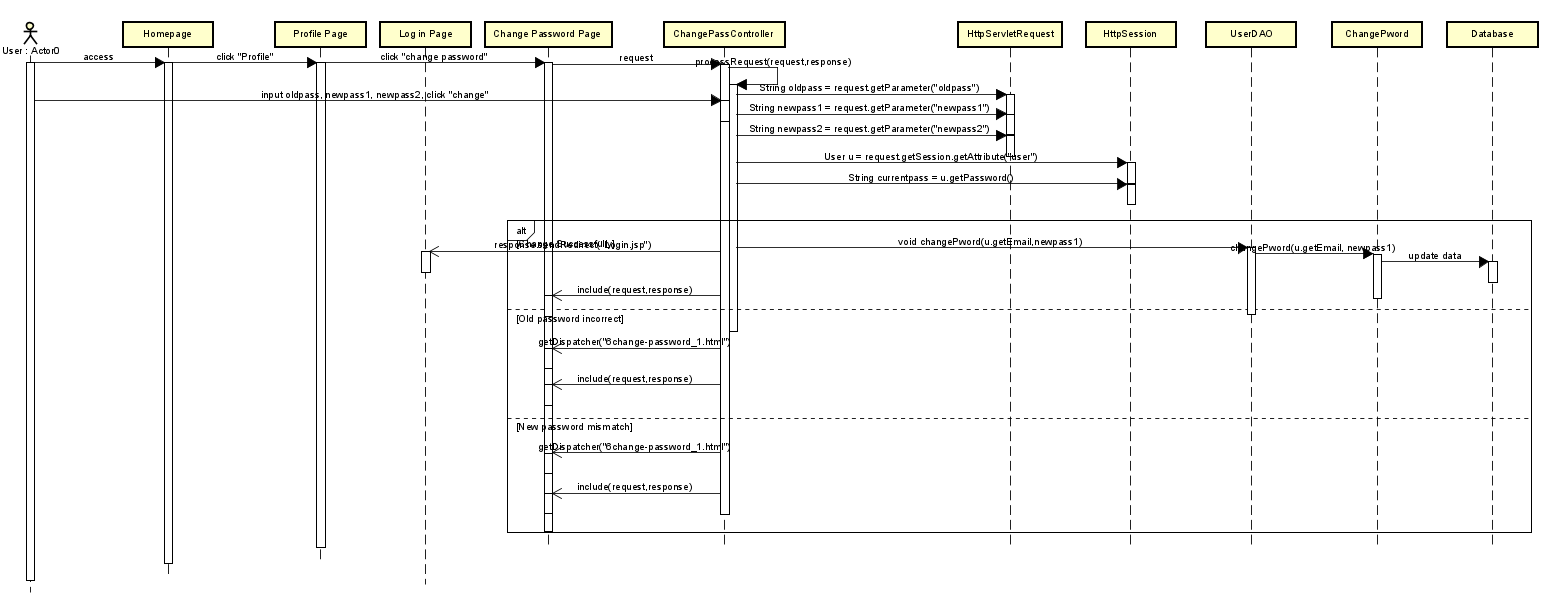 Homepage
Profile Page
Log in Page
Change Password Page
ChangePassController
HttpServletRequest
HttpSession
UserDAO
ChangePword
Database
User : Actor0
access
click "Profile"
click "change password"
request
processRequest(request,response)
String oldpass = request.getParameter("oldpass")
input oldpass, newpass1, newpass2, click "change"
String newpass1 = request.getParameter("newpass1")
String newpass2 = request.getParameter("newpass2")
User u = request.getSession.getAttribute("user")
String currentpass = u.getPassword()
alt
void changePword(u.getEmail,newpass1)
changePword(u.getEmail, newpass1)
update data
include(request,response)
[Old password incorrect]
getDispatcher("6change-password_1.html")
include(request,response)
[New password mismatch]
getDispatcher("6change-password_1.html")
include(request,response)